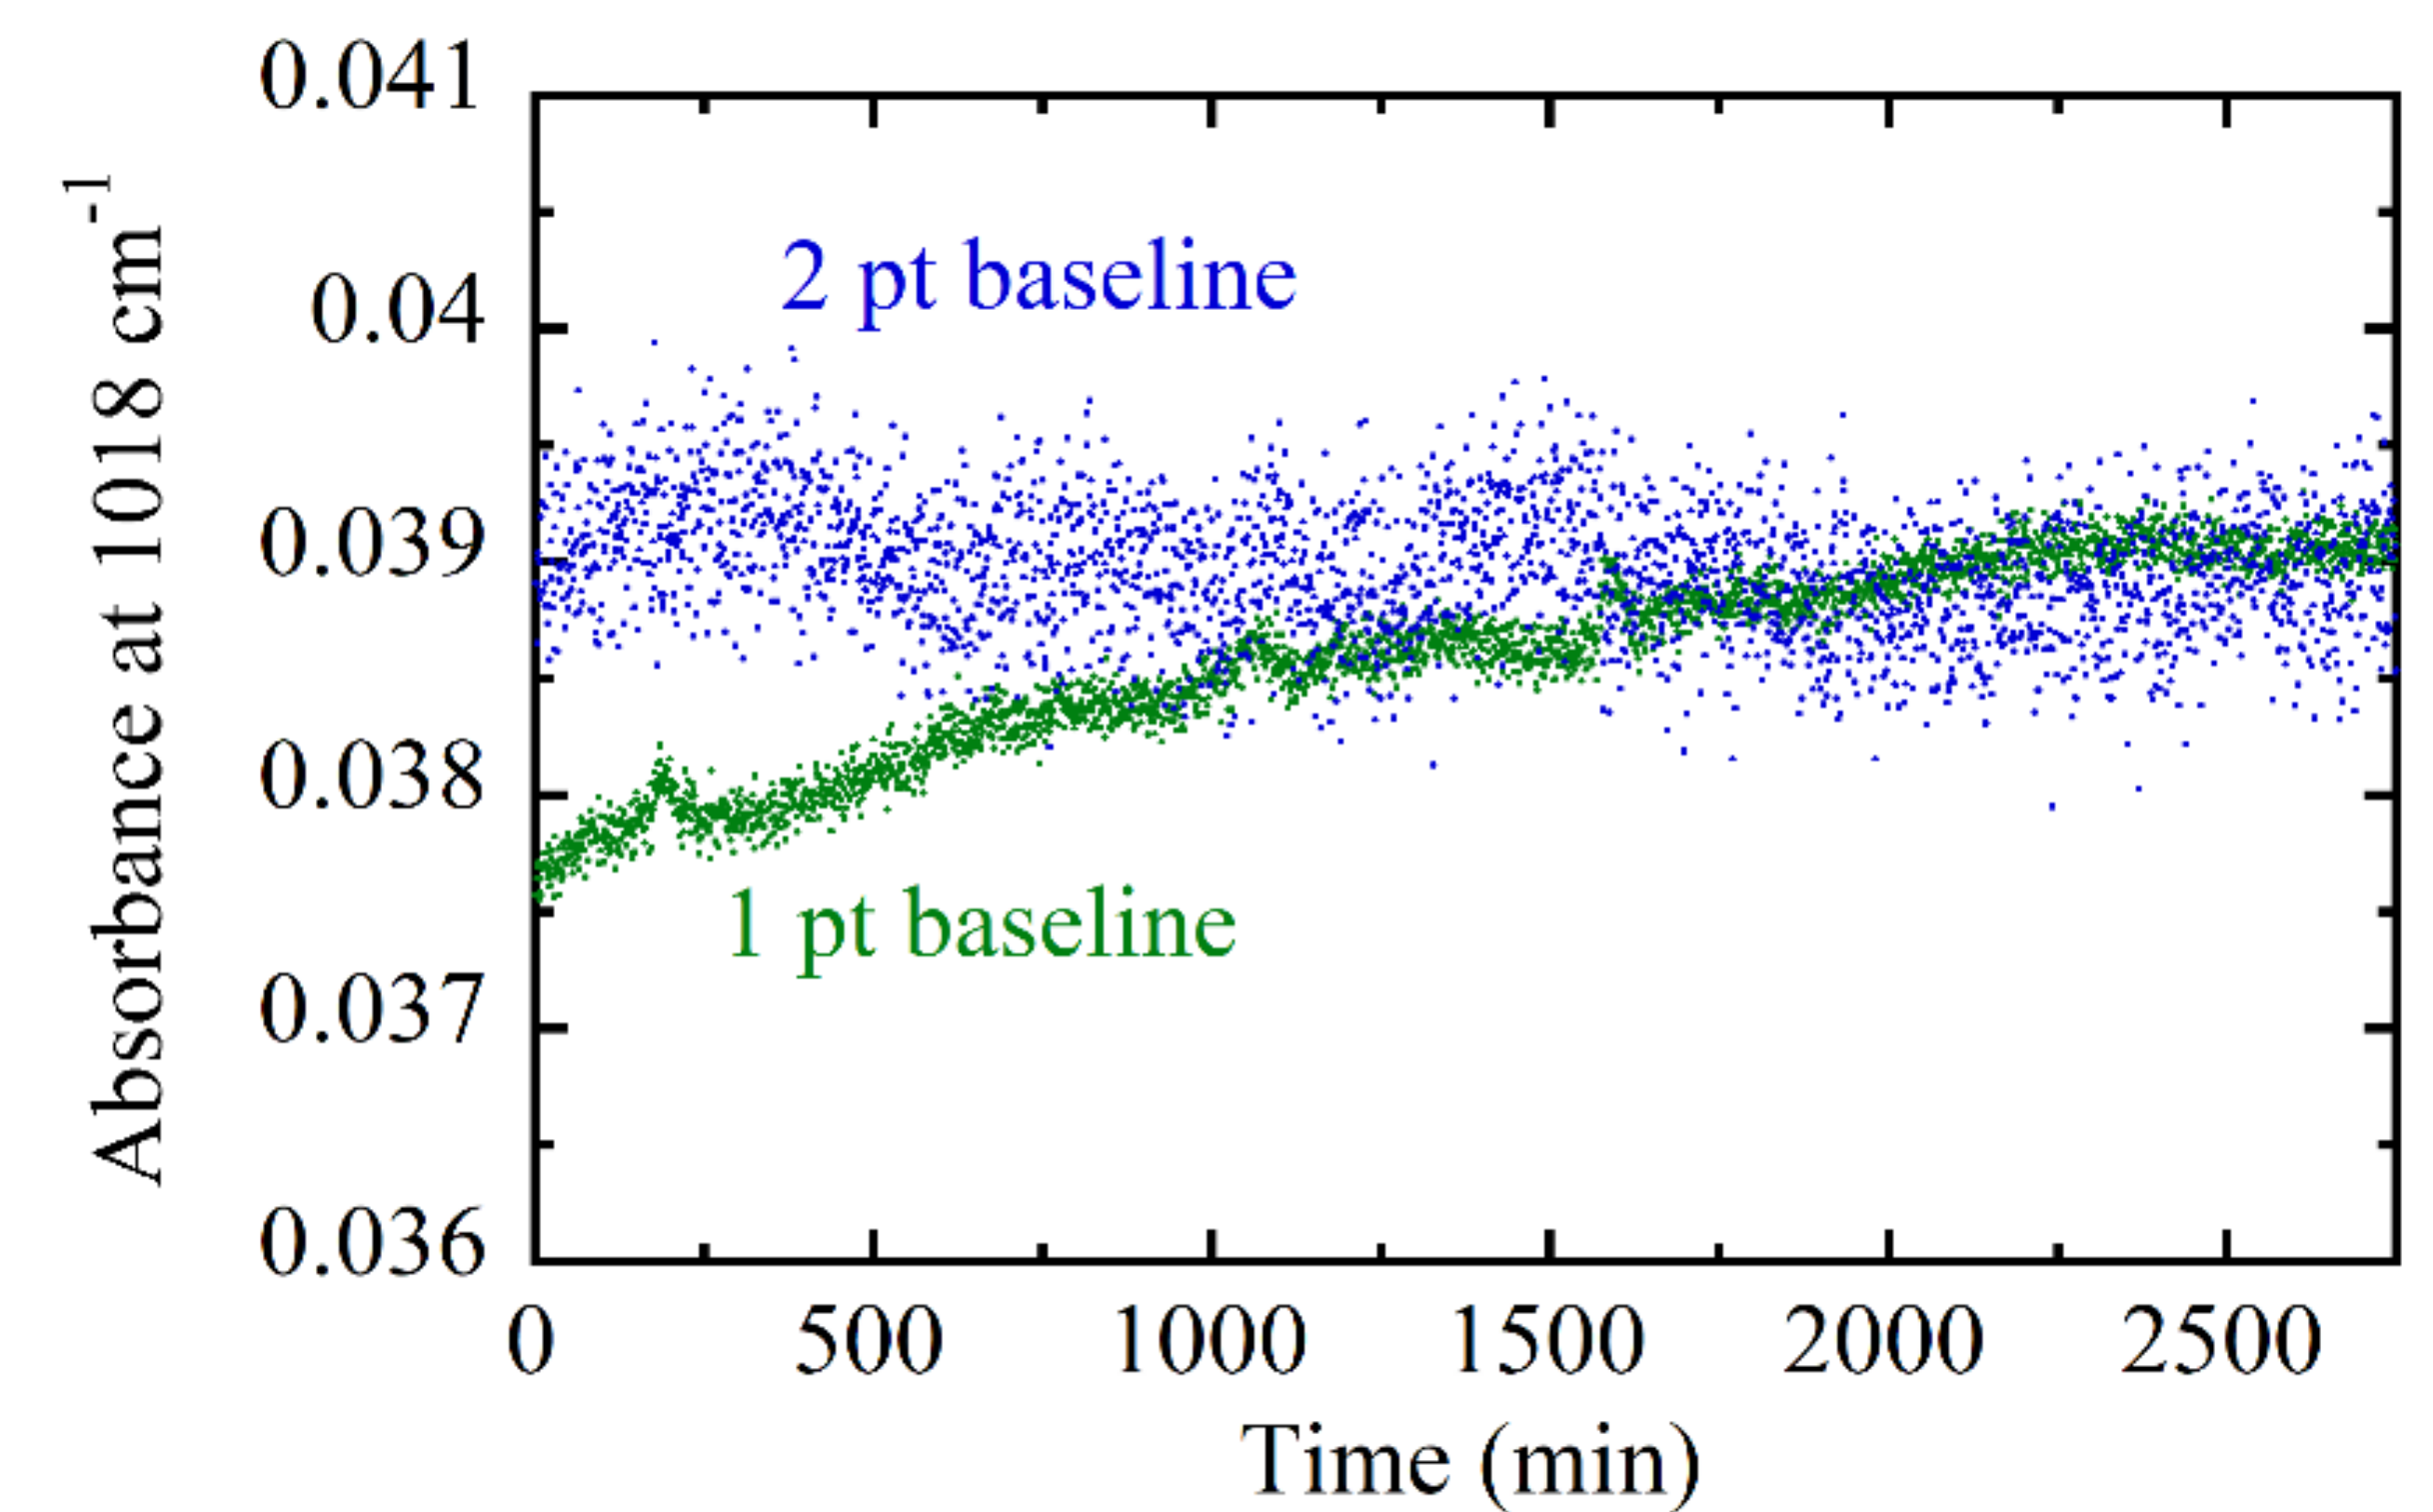 Absorbance at 1018 cm⁻¹
0.041
0.04
0.039
0.038
0.037
0.036
2 pt baseline
1 pt baseline
0 500 1000 1500 2000 2500
Time (min)